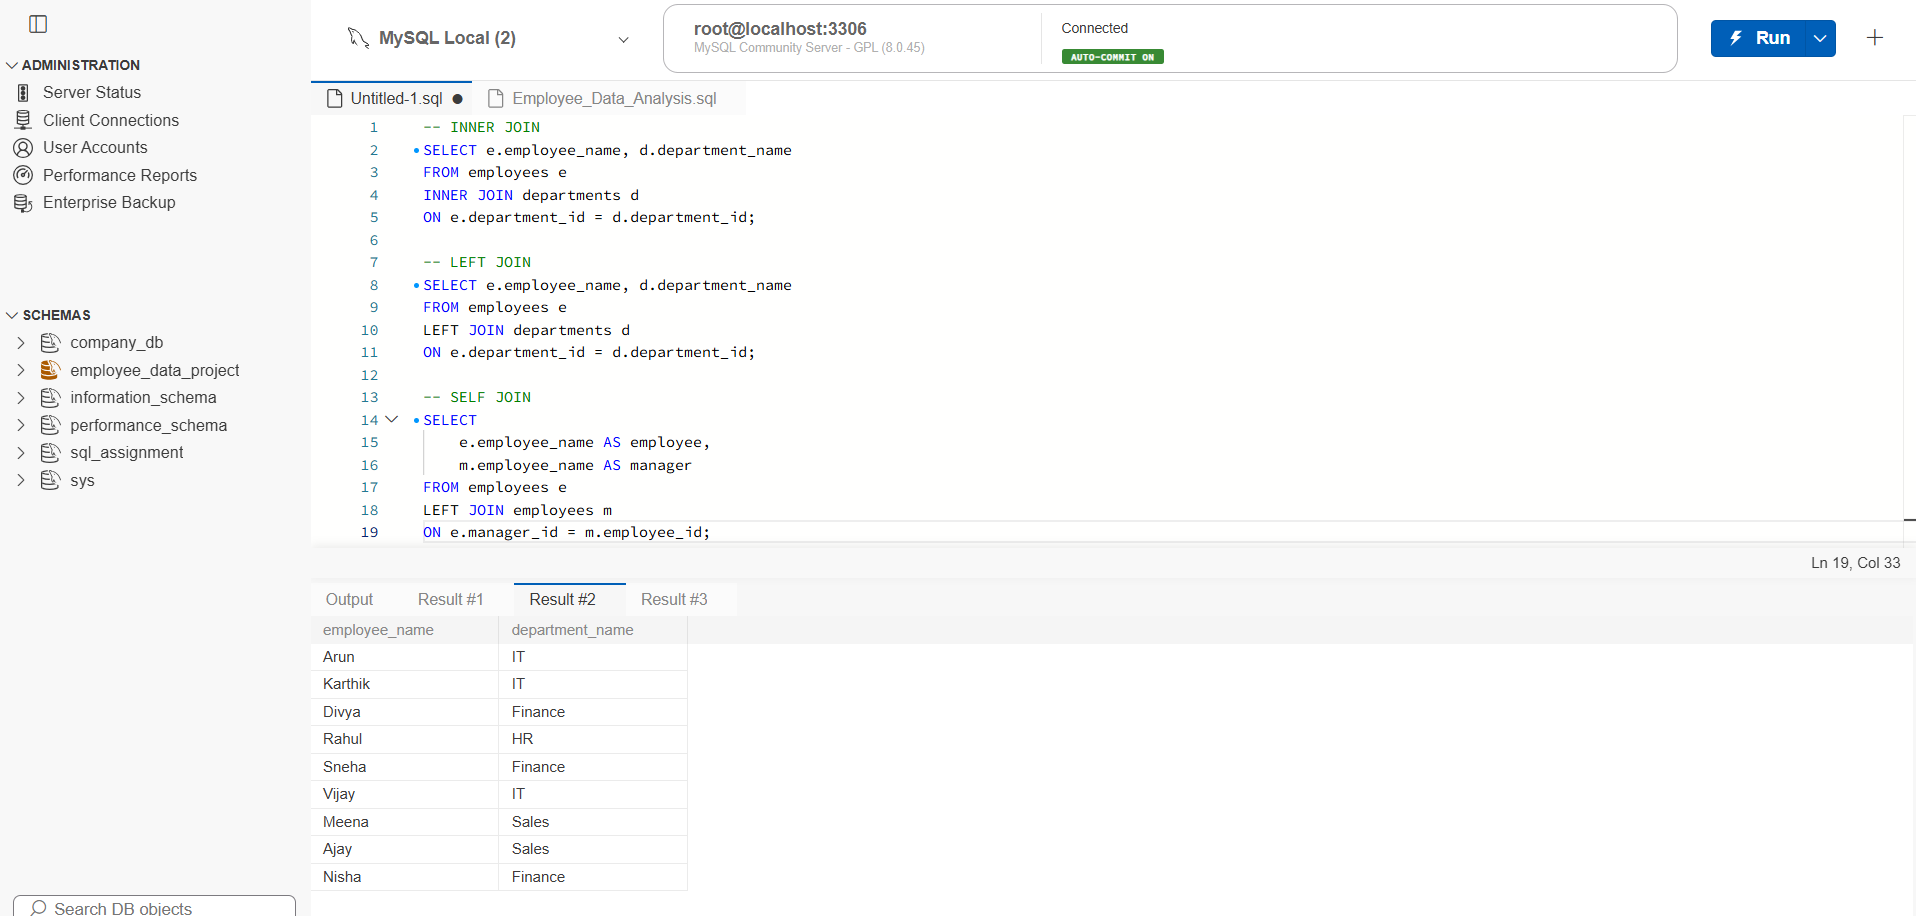 MySQL Local (2)
root@localhost:3306
MySQL Community Server - GPL (8.0.45)
Connected
AUTO-COMMIT ON
Run
ADMINISTRATION
Server Status
Client Connections
User Accounts
Performance Reports
Enterprise Backup
SCHEMAS
company_db
employee_data_project
information_schema
performance_schema
sql_assignment
sys
Search DB objects
Untitled-1.sql
Employee_Data_Analysis.sql
1 -- INNER JOIN
2 SELECT e.employee_name, d.department_name
3 FROM employees e
4 INNER JOIN departments d
5 ON e.department_id = d.department_id;
6
7 -- LEFT JOIN
8 SELECT e.employee_name, d.department_name
9 FROM employees e
10 LEFT JOIN departments d
11 ON e.department_id = d.department_id;
12
13 -- SELF JOIN
14 SELECT
15 e.employee_name AS employee,
16 m.employee_name AS manager
17 FROM employees e
18 LEFT JOIN employees m
19 ON e.manager_id = m.employee_id;
Ln 19, Col 33
Output Result #1 Result #2 Result #3
employee_name department_name
Arun IT
Karthik IT
Divya Finance
Rahul HR
Sneha Finance
Vijay IT
Meena Sales
Ajay Sales
Nisha Finance